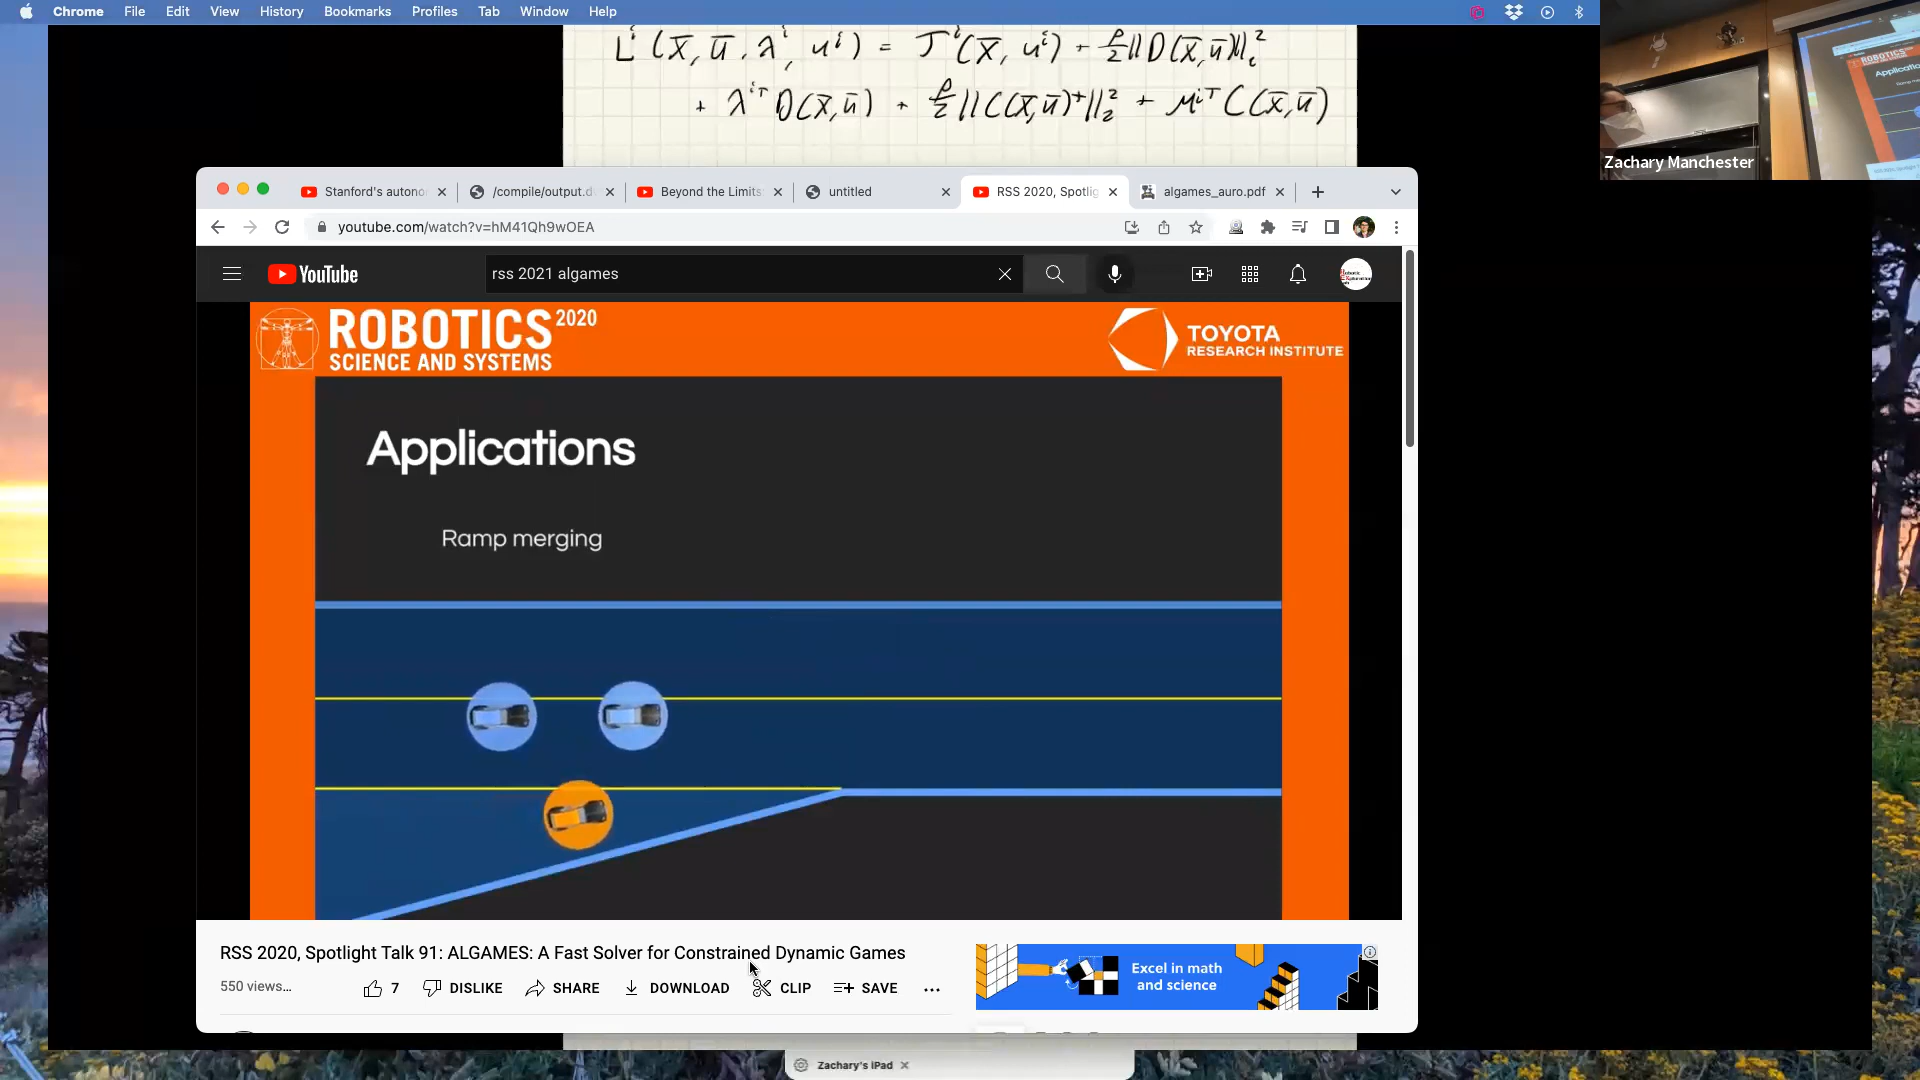 Chrome File Edit View History Bookmarks Profiles Tab Window Help
L^i (x̄, ū, λ^i, u^i) = J^i(x̄, u^i) + ρ/2 ||D(x̄,ū)||_2^2
+ λ^{iT} D(x̄,ū) + ρ/2 ||C(x̄,ū)^+||_2^2 + μ^{iT} C(x̄,ū)
Zachary Manchester
Stanford's autono
/compile/output.d
Beyond the Limits
untitled
RSS 2020, Spotlig
algames_auro.pdf
youtube.com/watch?v=hM41Qh9wOEA
YouTube
rss 2021 algames
ROBOTICS 2020
SCIENCE AND SYSTEMS
TOYOTA
RESEARCH INSTITUTE
Applications
Ramp merging
RSS 2020, Spotlight Talk 91: ALGAMES: A Fast Solver for Constrained Dynamic Games
550 views...
7 DISLIKE SHARE DOWNLOAD CLIP SAVE ...
Excel in math
and science
Zachary's iPad